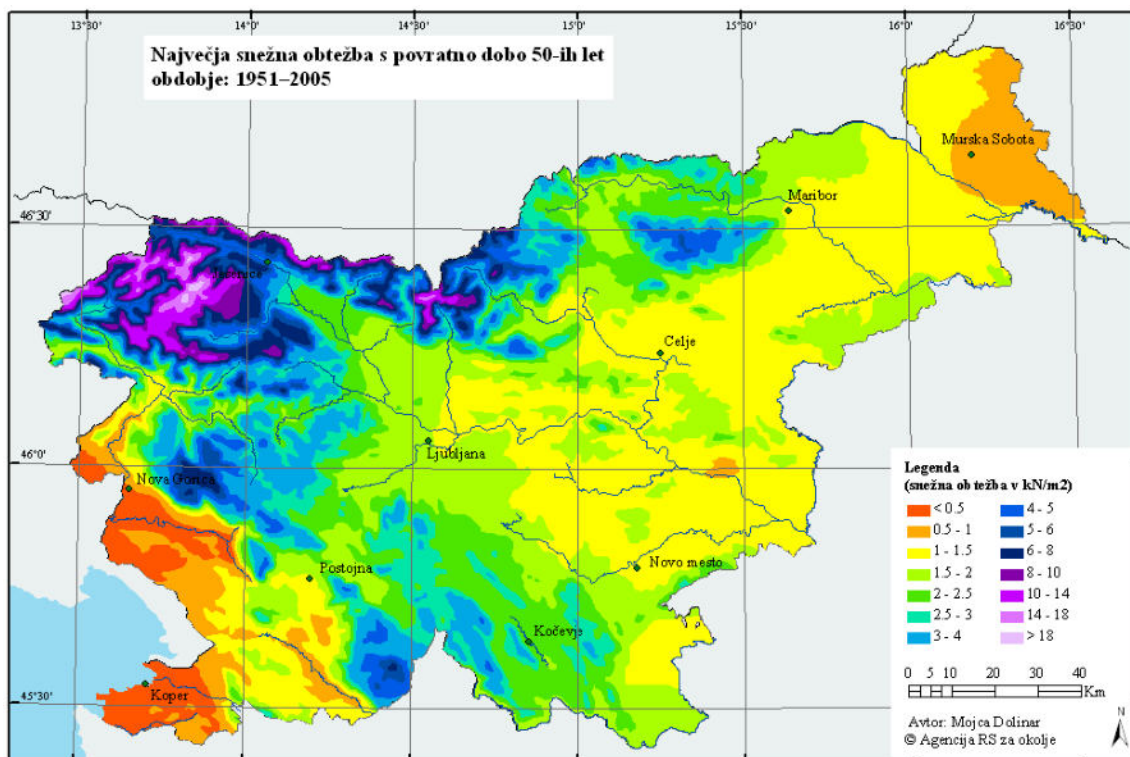 13°30' 14°0' 14°30' 15°0' 15°30' 16°0' 16°30'
Največja snežna obtežba s povratno dobo 50-ih let
obdobje: 1951–2005
Murska Sobota
Maribor
46°30'
Jesenice
Celje
Ljubljana
46°0'
Nova Gorica
Novo mesto
Postojna
Kočevje
Koper
45°30'
Legenda
(snežna obtežba v kN/m2)
< 0.5 4 - 5
0.5 - 1 5 - 6
1 - 1.5 6 - 8
1.5 - 2 8 - 10
2 - 2.5 10 - 14
2.5 - 3 14 - 18
3 - 4 > 18
0 5 10 20 30 40
Km
N
Avtor: Mojca Dolinar
© Agencija RS za okolje